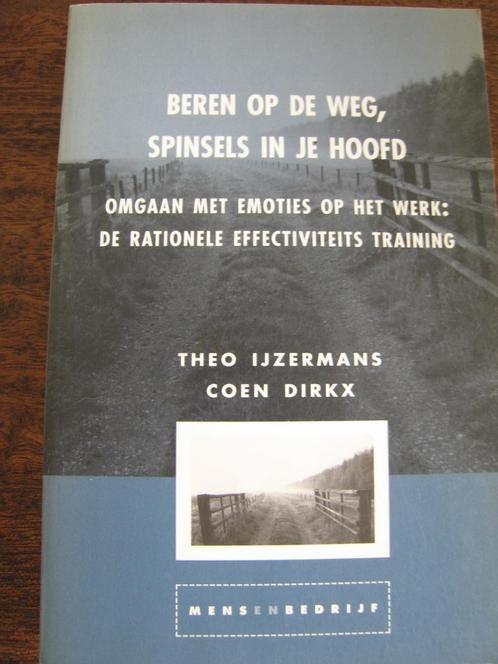 BEREN OP DE WEG,
SPINSELS IN JE HOOFD
OMGAAN MET EMOTIES OP HET WERK:
DE RATIONELE EFFECTIVITEITS TRAINING
THEO IJZERMANS
COEN DIRKX
MENSENBEDRIJF